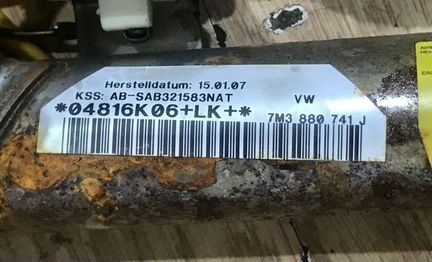 Herstelldatum: 15.01.07
KSS: AB-SAB321583NAT VW
*04816K06+LK+* 7M3 880 741 J